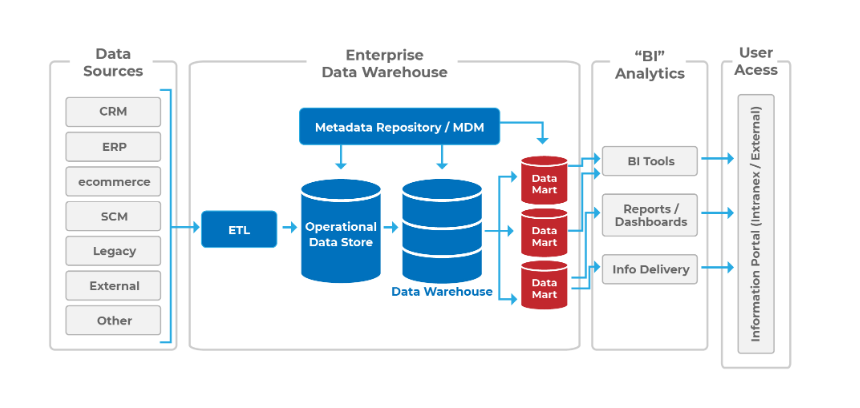 Data
Sources
CRM
ERP
ecommerce
SCM
Legacy
External
Other
Enterprise
Data Warehouse
Metadata Repository / MDM
ETL
Operational
Data Store
Data Warehouse
Data
Mart
Data
Mart
Data
Mart
“BI”
Analytics
BI Tools
Reports /
Dashboards
Info Delivery
User
Acess
Information Portal (Intranex / External)